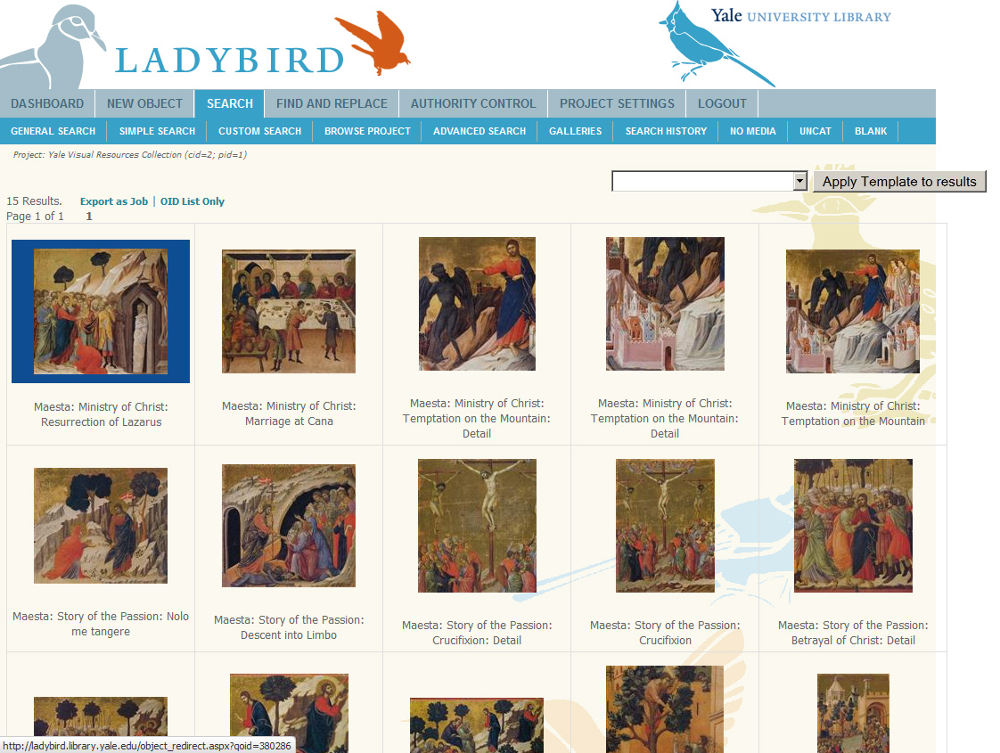 LADYBIRD
Yale UNIVERSITY LIBRARY
DASHBOARD NEW OBJECT SEARCH FIND AND REPLACE AUTHORITY CONTROL PROJECT SETTINGS LOGOUT
GENERAL SEARCH SIMPLE SEARCH CUSTOM SEARCH BROWSE PROJECT ADVANCED SEARCH GALLERIES SEARCH HISTORY NO MEDIA UNCAT BLANK
Project: Yale Visual Resources Collection (cid=2; pid=1)
Apply Template to results
15 Results. Export as Job | OID List Only
Page 1 of 1 1
Maesta: Ministry of Christ:
Resurrection of Lazarus
Maesta: Ministry of Christ:
Marriage at Cana
Maesta: Ministry of Christ:
Temptation on the Mountain:
Detail
Maesta: Ministry of Christ:
Temptation on the Mountain:
Detail
Maesta: Ministry of Christ:
Temptation on the Mountain
Maesta: Story of the Passion: Nolo
me tangere
Maesta: Story of the Passion:
Descent into Limbo
Maesta: Story of the Passion:
Crucifixion: Detail
Maesta: Story of the Passion:
Crucifixion
Maesta: Story of the Passion:
Betrayal of Christ: Detail
http://ladybird.library.yale.edu/object_redirect.aspx?qoid=380286